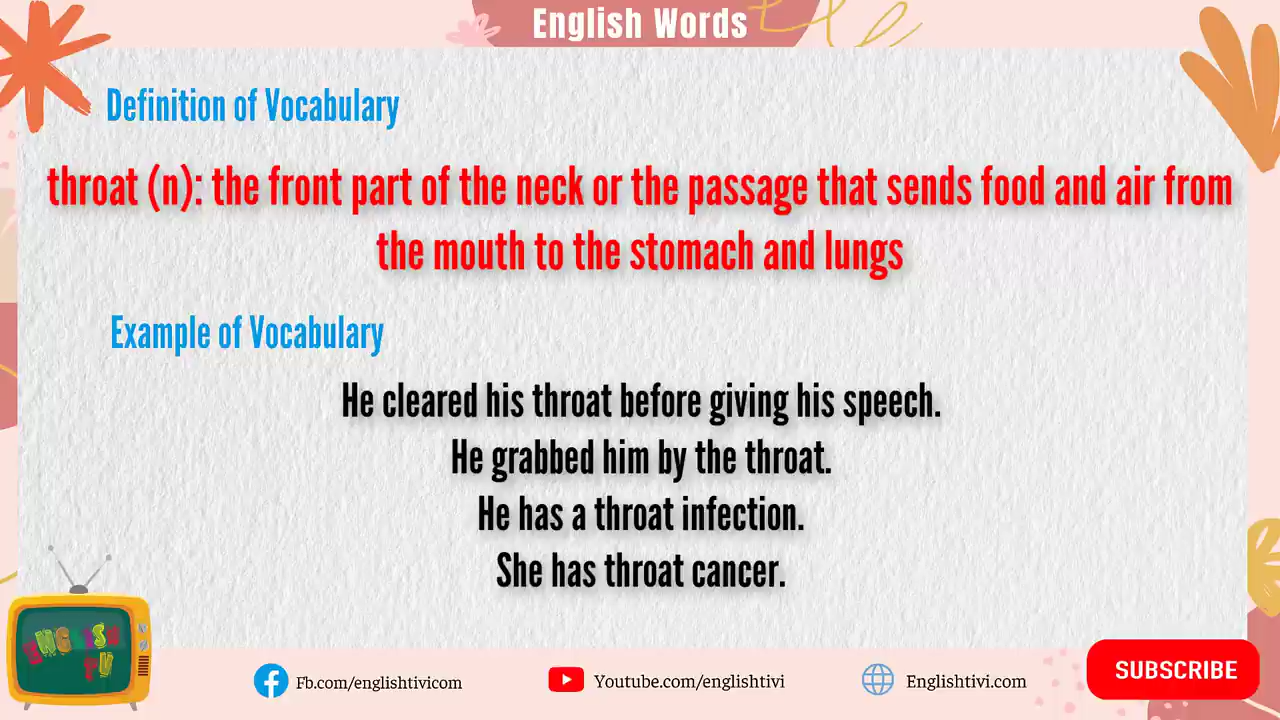 English Words
Definition of Vocabulary
throat (n): the front part of the neck or the passage that sends food and air from
the mouth to the stomach and lungs
Example of Vocabulary
He cleared his throat before giving his speech.
He grabbed him by the throat.
He has a throat infection.
She has throat cancer.
ENGLISH
TV
Fb.com/englishtivicom
Youtube.com/englishtivi
Englishtivi.com
SUBSCRIBE